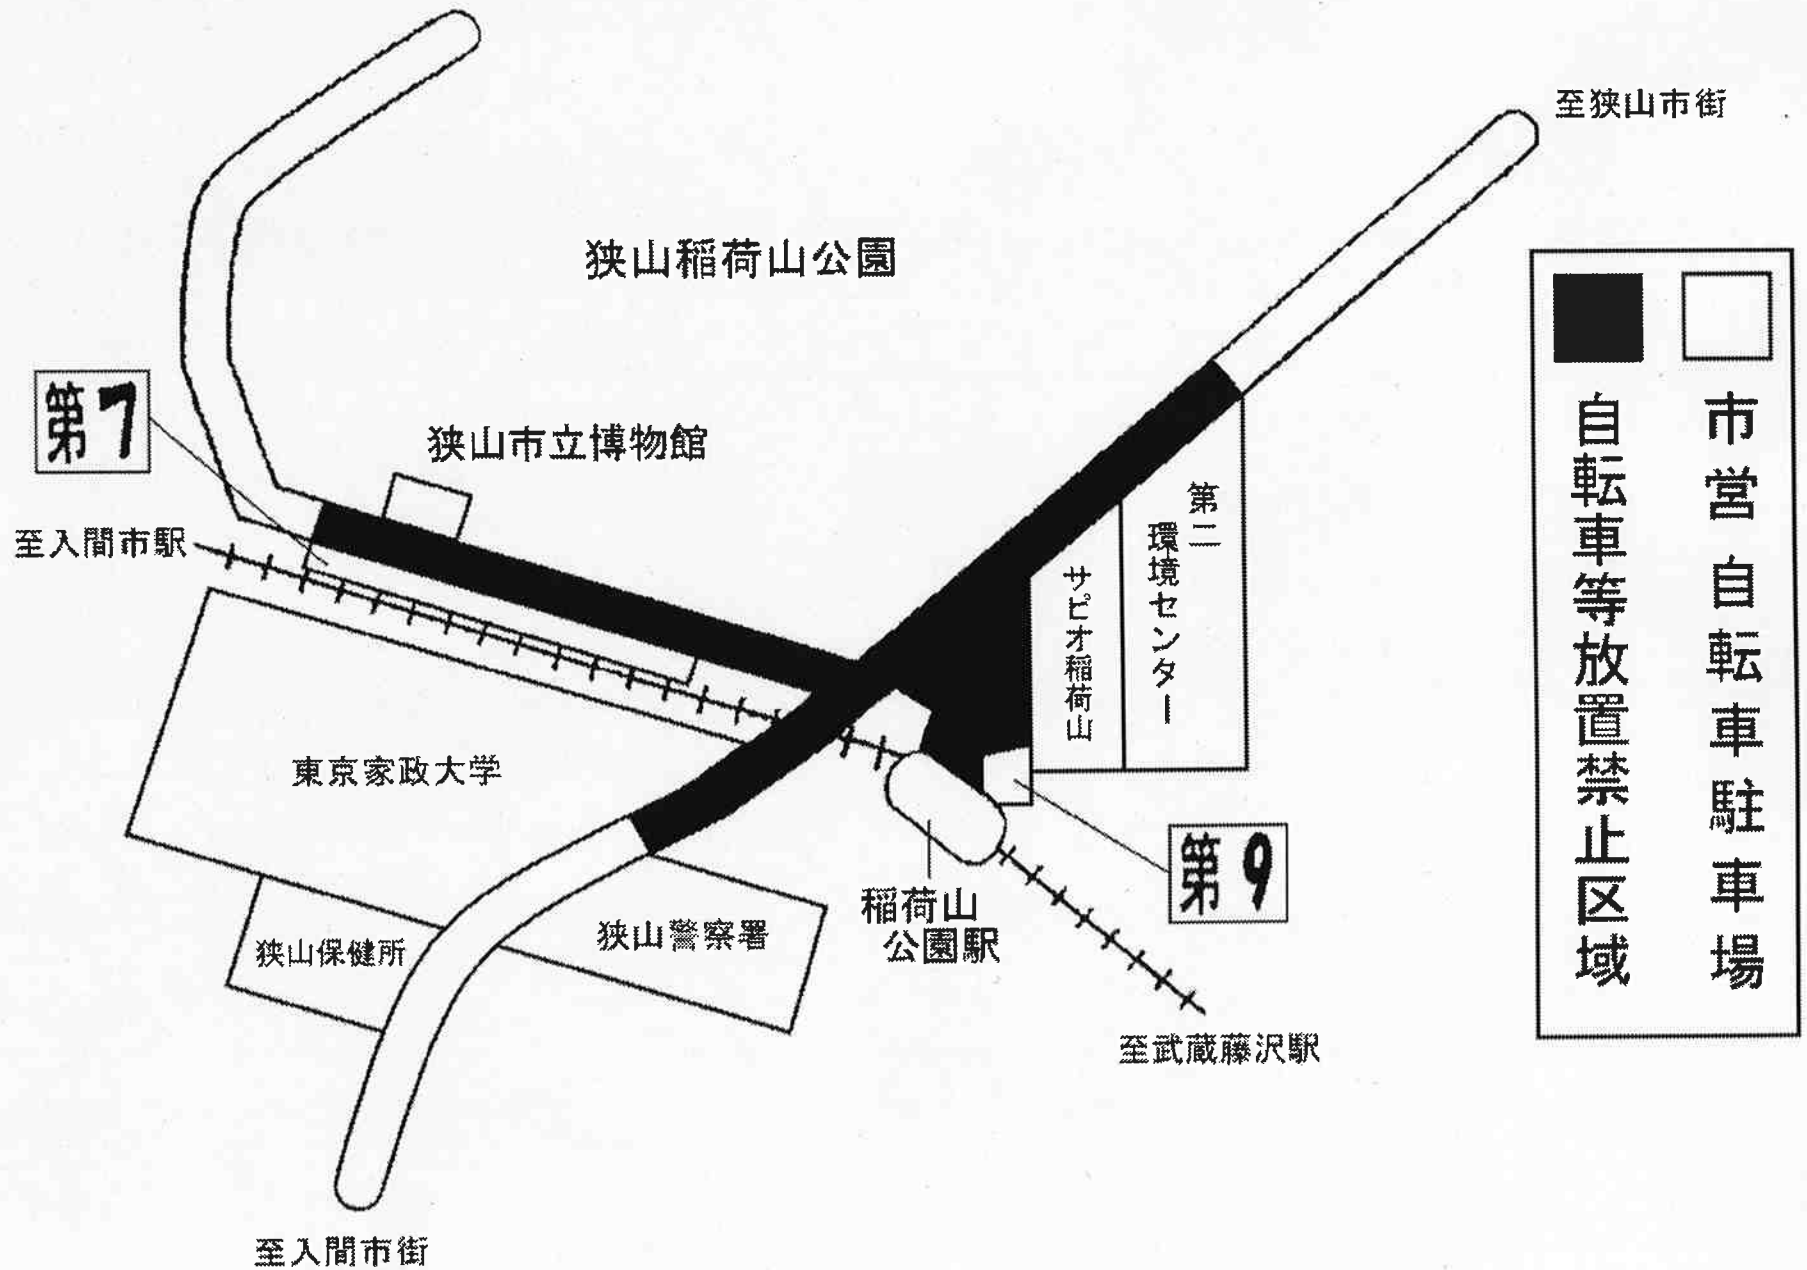 至狭山市街
狭山稲荷山公園
第7
狭山市立博物館
至入間市駅
第二
環境センター
サピオ稲荷山
東京家政大学
第9
稲荷山
公園駅
狭山警察署
狭山保健所
至武蔵藤沢駅
至入間市街
市営自転車駐車場
自転車等放置禁止区域